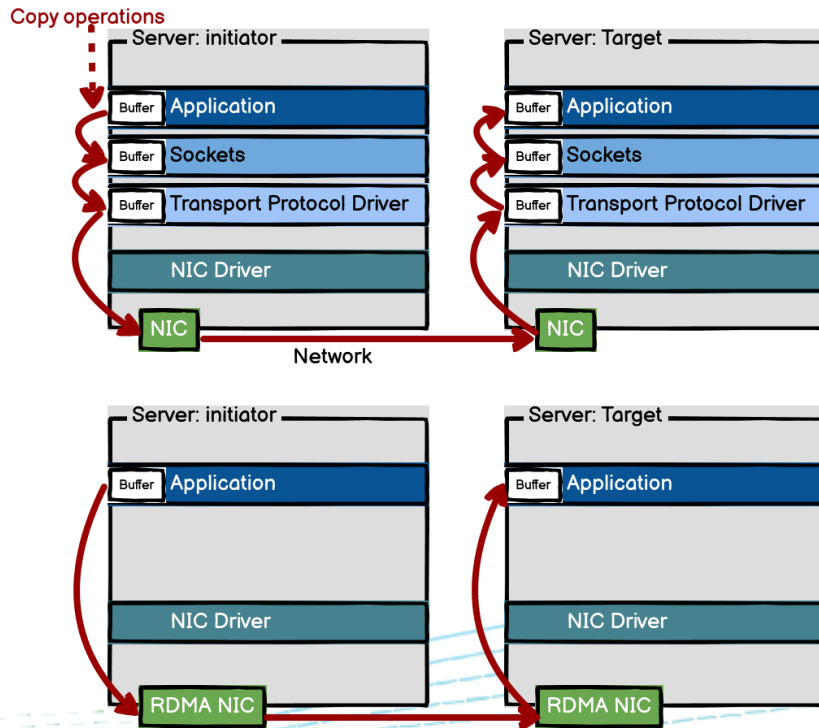 Copy operations
Server: initiator
Server: Target
Buffer Application
Buffer Application
Buffer Sockets
Buffer Sockets
Buffer Transport Protocol Driver
Buffer Transport Protocol Driver
NIC Driver
NIC Driver
NIC
NIC
Network
Server: initiator
Server: Target
Buffer Application
Buffer Application
NIC Driver
NIC Driver
RDMA NIC
RDMA NIC